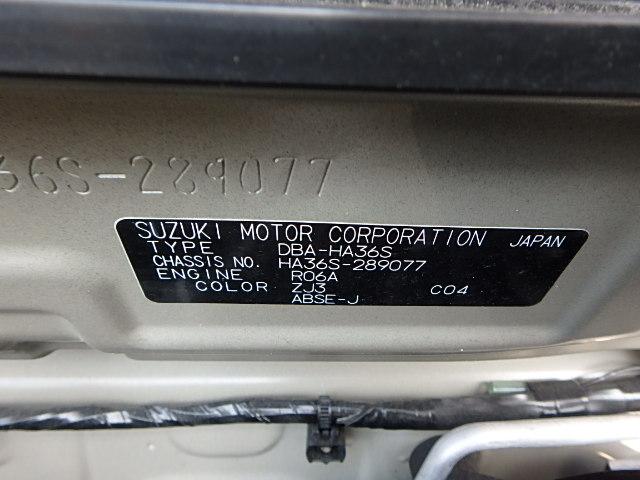 36S-289077
SUZUKI MOTOR CORPORATION JAPAN
TYPE DBA-HA36S
CHASSIS NO. HA36S-289077
ENGINE R06A
COLOR ZJ3 C04
ABSE-J